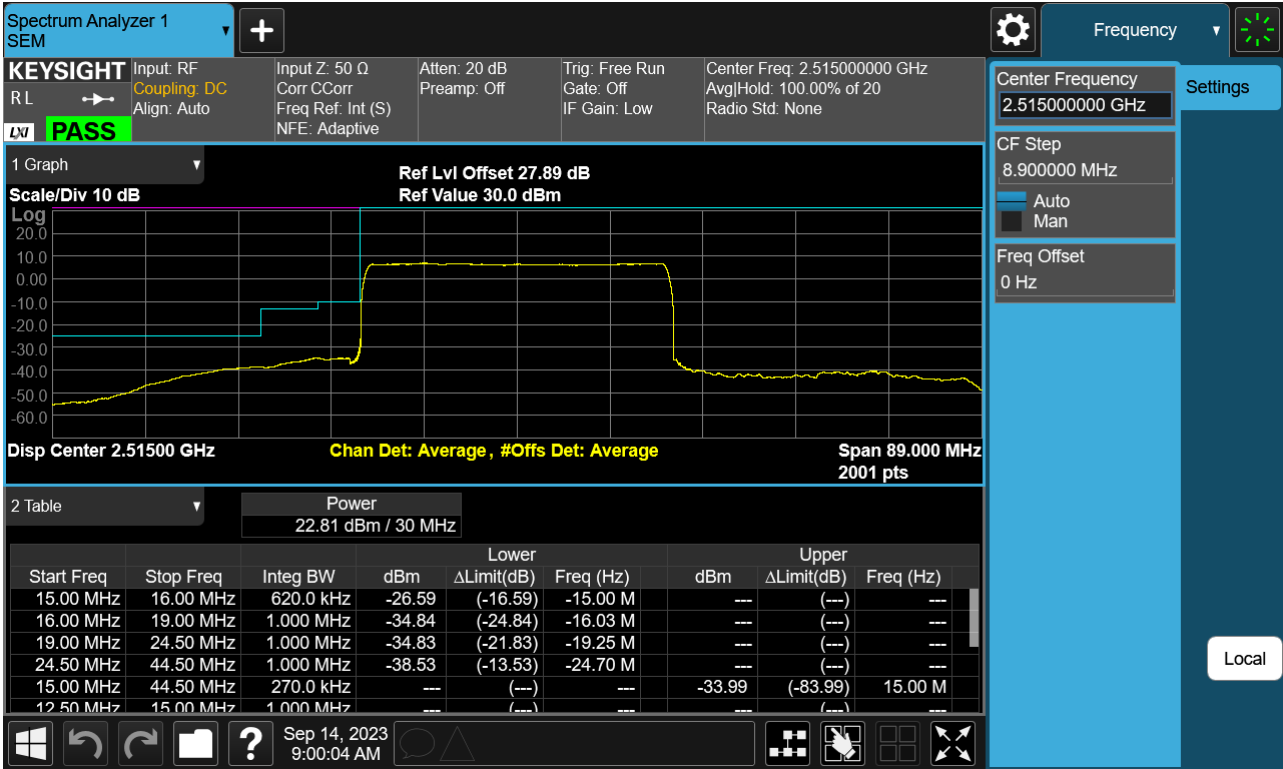 Spectrum Analyzer 1
SEM
Frequency
KEYSIGHT
R L
LXI
PASS
Input: RF
Coupling: DC
Align: Auto
Input Z: 50 Ω
Corr CCorr
Freq Ref: Int (S)
NFE: Adaptive
Atten: 20 dB
Preamp: Off
Trig: Free Run
Gate: Off
IF Gain: Low
Center Freq: 2.515000000 GHz
Avg|Hold: 100.00% of 20
Radio Std: None
Center Frequency
2.515000000 GHz
CF Step
8.900000 MHz
Auto
Man
Freq Offset
0 Hz
Settings
Local
1 Graph
Scale/Div 10 dB
Ref Lvl Offset 27.89 dB
Ref Value 30.0 dBm
Log
20.0
10.0
0.00
-10.0
-20.0
-30.0
-40.0
-50.0
-60.0
Disp Center 2.51500 GHz
Chan Det: Average , #Offs Det: Average
Span 89.000 MHz
2001 pts
2 Table
Power
22.81 dBm / 30 MHz
Lower Upper
Start Freq Stop Freq Integ BW dBm ΔLimit(dB) Freq (Hz) dBm ΔLimit(dB) Freq (Hz)
15.00 MHz 16.00 MHz 620.0 kHz -26.59 (-16.59) -15.00 M --- (---) ---
16.00 MHz 19.00 MHz 1.000 MHz -34.84 (-24.84) -16.03 M --- (---) ---
19.00 MHz 24.50 MHz 1.000 MHz -34.83 (-21.83) -19.25 M --- (---) ---
24.50 MHz 44.50 MHz 1.000 MHz -38.53 (-13.53) -24.70 M --- (---) ---
15.00 MHz 44.50 MHz 270.0 kHz --- (---) --- -33.99 (-83.99) 15.00 M
12.50 MHz 15.00 MHz 1.000 MHz --- (---) --- --- (---) ---
?
Sep 14, 2023
9:00:04 AM